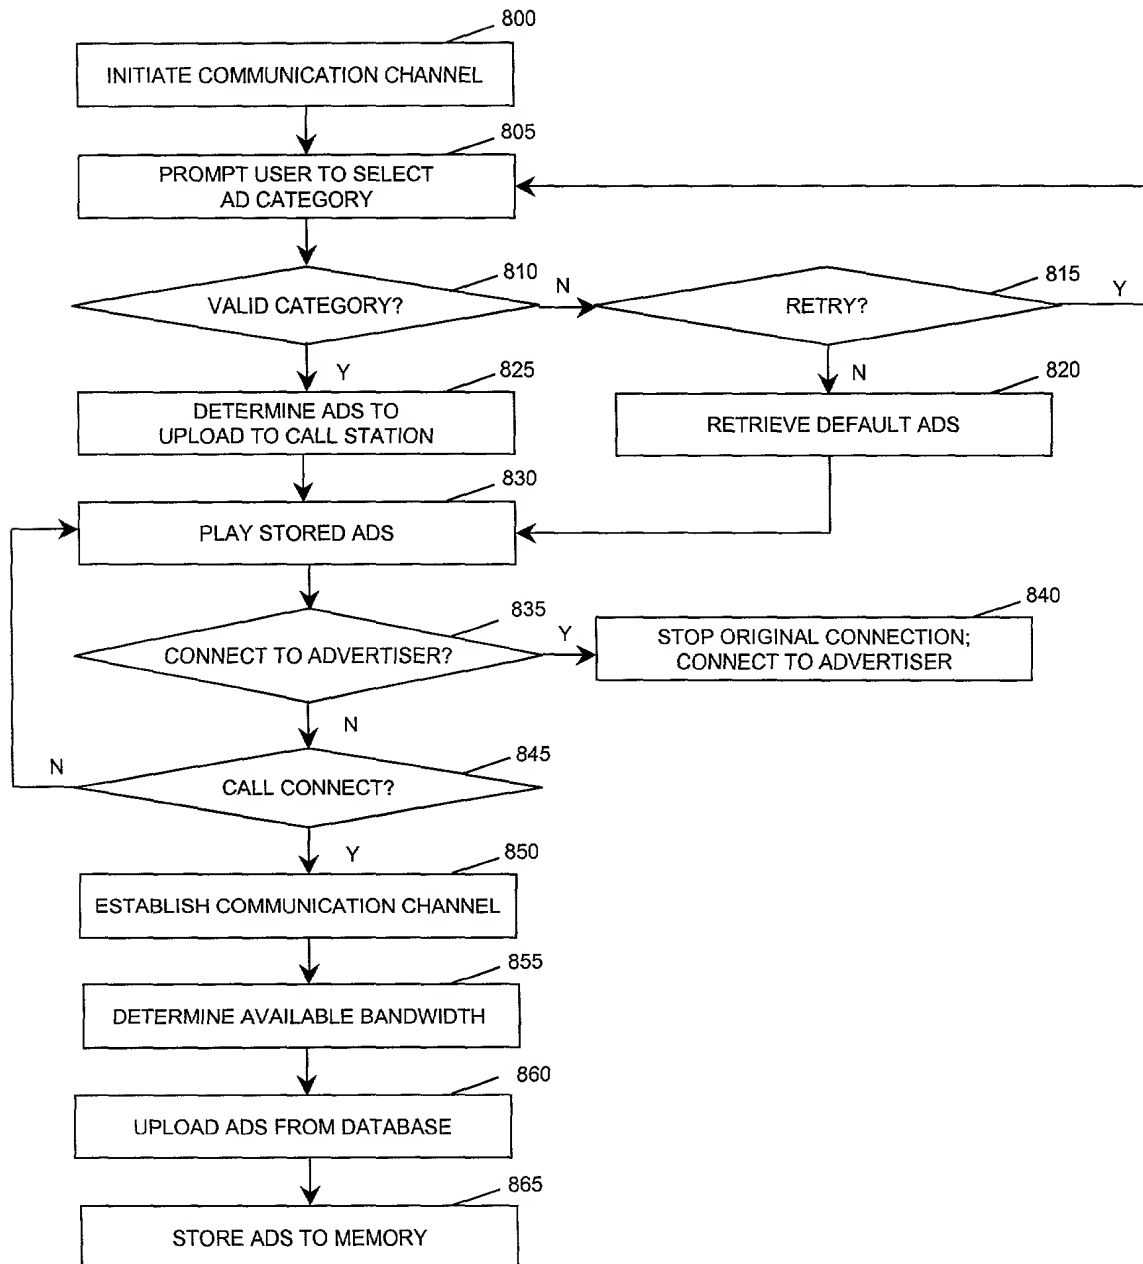 800
INITIATE COMMUNICATION CHANNEL
805
PROMPT USER TO SELECT
AD CATEGORY
810
VALID CATEGORY?
N
815
RETRY?
Y
Y
N
825
DETERMINE ADS TO
UPLOAD TO CALL STATION
820
RETRIEVE DEFAULT ADS
830
PLAY STORED ADS
835
CONNECT TO ADVERTISER?
Y
840
STOP ORIGINAL CONNECTION;
CONNECT TO ADVERTISER
N
845
CALL CONNECT?
N
Y
850
ESTABLISH COMMUNICATION CHANNEL
855
DETERMINE AVAILABLE BANDWIDTH
860
UPLOAD ADS FROM DATABASE
865
STORE ADS TO MEMORY